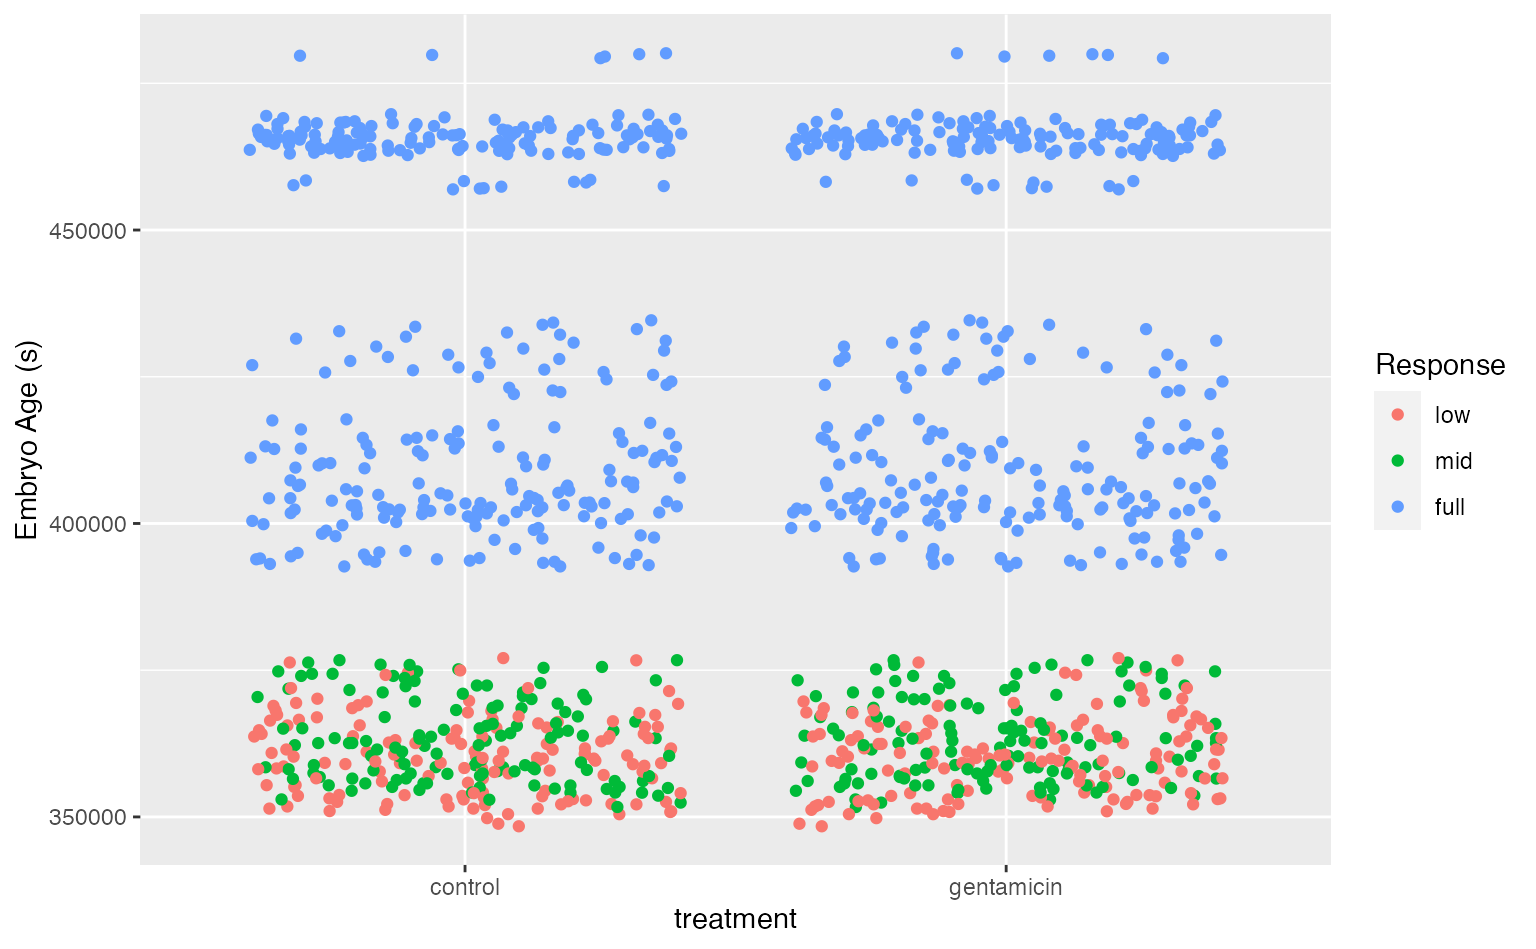 450000
400000
350000
Embryo Age (s)
control
gentamicin
treatment
Response
low
mid
full